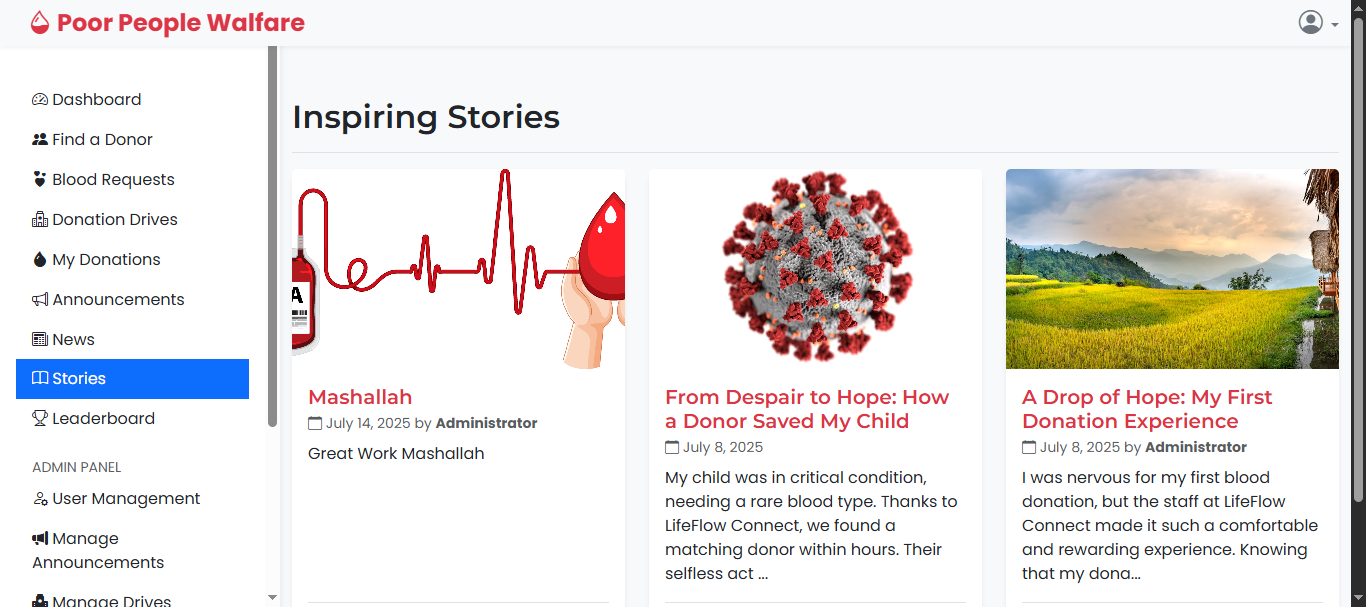 Poor People Walfare
Dashboard
Find a Donor
Blood Requests
Donation Drives
My Donations
Announcements
News
Stories
Leaderboard
ADMIN PANEL
User Management
Manage
Announcements
Manage Drives
Inspiring Stories
A
Mashallah
July 14, 2025 by Administrator
Great Work Mashallah
From Despair to Hope: How
a Donor Saved My Child
July 8, 2025
My child was in critical condition,
needing a rare blood type. Thanks to
LifeFlow Connect, we found a
matching donor within hours. Their
selfless act ...
A Drop of Hope: My First
Donation Experience
July 8, 2025 by Administrator
I was nervous for my first blood
donation, but the staff at LifeFlow
Connect made it such a comfortable
and rewarding experience. Knowing
that my dona...